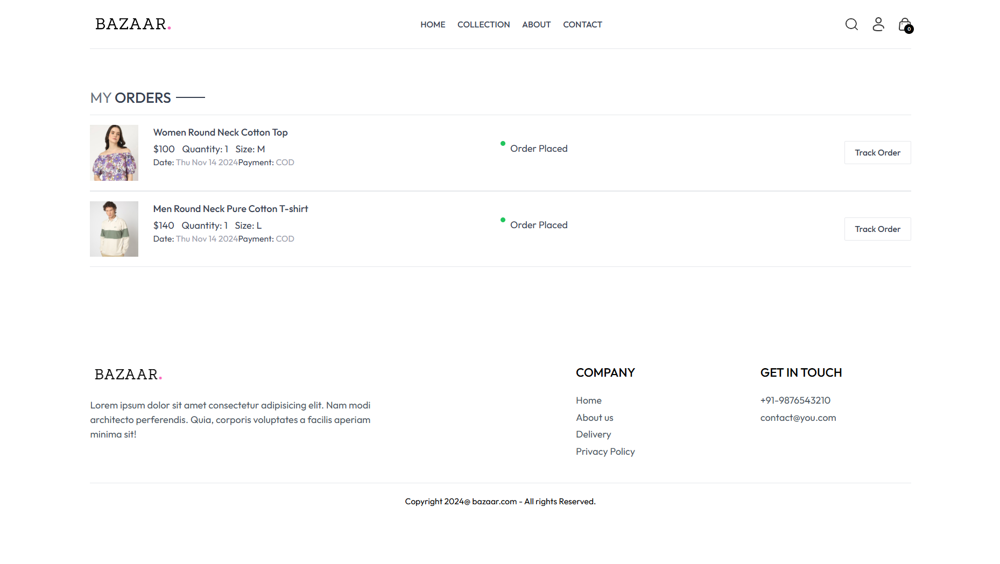 BAZAAR.
HOME COLLECTION ABOUT CONTACT
0
MY ORDERS
Women Round Neck Cotton Top
$100 Quantity: 1 Size: M
Date: Thu Nov 14 2024Payment: COD
Order Placed
Track Order
Men Round Neck Pure Cotton T-shirt
$140 Quantity: 1 Size: L
Date: Thu Nov 14 2024Payment: COD
Order Placed
Track Order
BAZAAR.
Lorem ipsum dolor sit amet consectetur adipisicing elit. Nam modi
architecto perferendis. Quia, corporis voluptates a facilis aperiam
minima sit!
COMPANY
Home
About us
Delivery
Privacy Policy
GET IN TOUCH
+91-9876543210
contact@you.com
Copyright 2024@ bazaar.com - All rights Reserved.